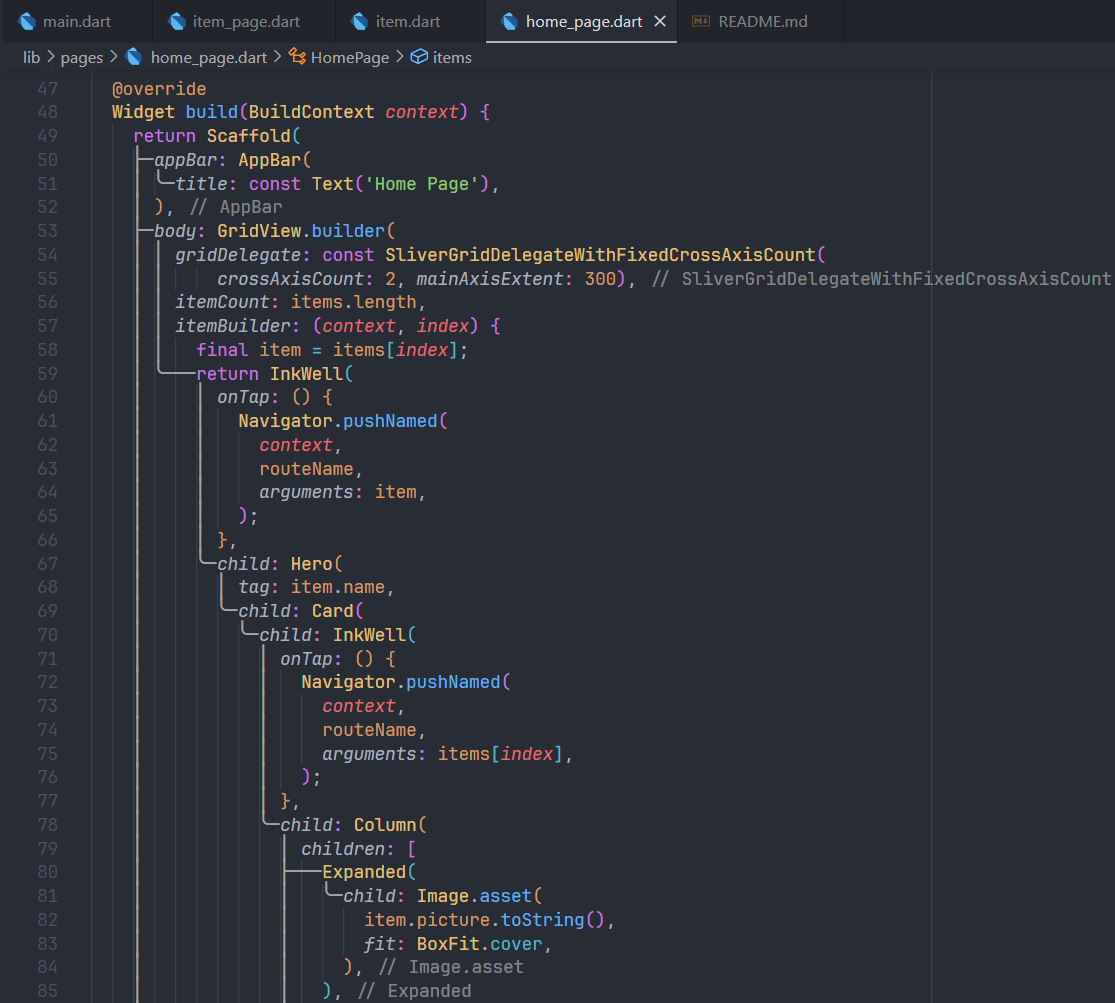 main.dart item_page.dart item.dart home_page.dart README.md
lib > pages > home_page.dart > HomePage > items
47 @override
48 Widget build(BuildContext context) {
49 return Scaffold(
50 appBar: AppBar(
51 title: const Text('Home Page'),
52 ), // AppBar
53 body: GridView.builder(
54 gridDelegate: const SliverGridDelegateWithFixedCrossAxisCount(
55 crossAxisCount: 2, mainAxisExtent: 300), // SliverGridDelegateWithFixedCrossAxisCount
56 itemCount: items.length,
57 itemBuilder: (context, index) {
58 final item = items[index];
59 return InkWell(
60 onTap: () {
61 Navigator.pushNamed(
62 context,
63 routeName,
64 arguments: item,
65 );
66 },
67 child: Hero(
68 tag: item.name,
69 child: Card(
70 child: InkWell(
71 onTap: () {
72 Navigator.pushNamed(
73 context,
74 routeName,
75 arguments: items[index],
76 );
77 },
78 child: Column(
79 children: [
80 Expanded(
81 child: Image.asset(
82 item.picture.toString(),
83 fit: BoxFit.cover,
84 ), // Image.asset
85 ), // Expanded